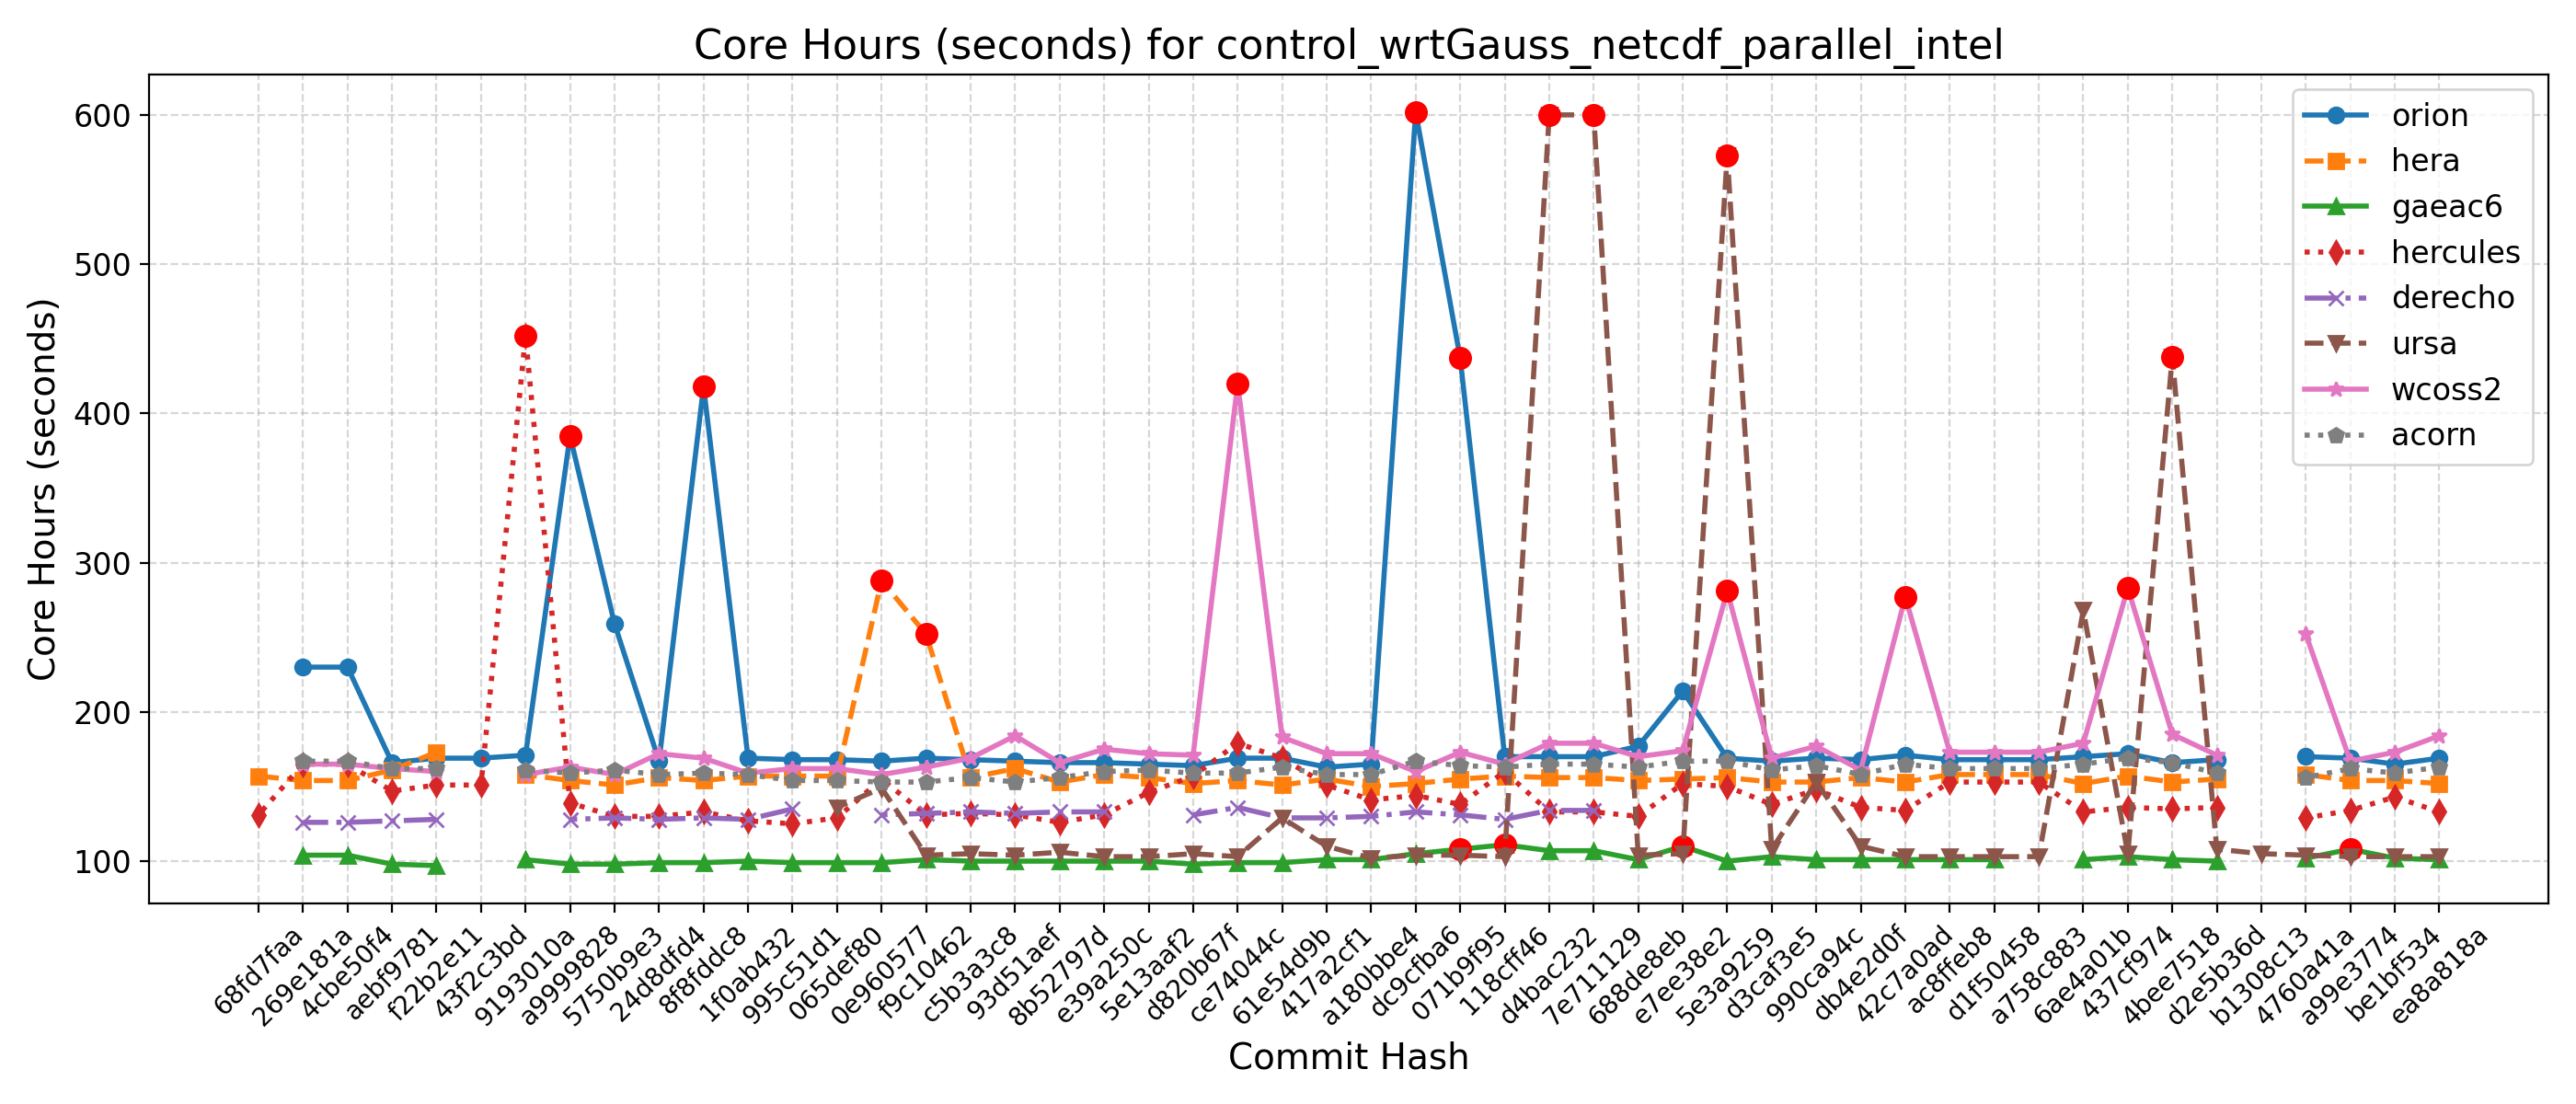 Core Hours (seconds) for control_wrtGauss_netcdf_parallel_intel
Core Hours (seconds)
600
500
400
300
200
100
orion
hera
gaeac6
hercules
derecho
ursa
wcoss2
acorn
68fd7faa
269e181a
4cbe50f4
aebf9781
f22b2e11
43f2c3bd
9193010a
a9999828
5750b9e3
24d8dfd4
8f8fddc8
1f0ab432
995c51d1
065def80
0e960577
f9c10462
c5b3a3c8
93d51aef
8b52797d
e39a250c
5e13aaf2
d820b67f
ce74044c
61e54d9b
417a2cf1
a180bbe4
dc9cfba6
071b9f95
118cff46
d4bac232
7e711129
688de8eb
e7ee38e2
5e3a9259
d3caf3e5
990ca94c
db4e2d0f
42c7a0ad
ac8ffeb8
d1f50458
a758c883
6ae4a01b
437cf974
4bee7518
d2e5b36d
b1308c13
4760a41a
a99e3774
be1bf534
ea8a818a
Commit Hash